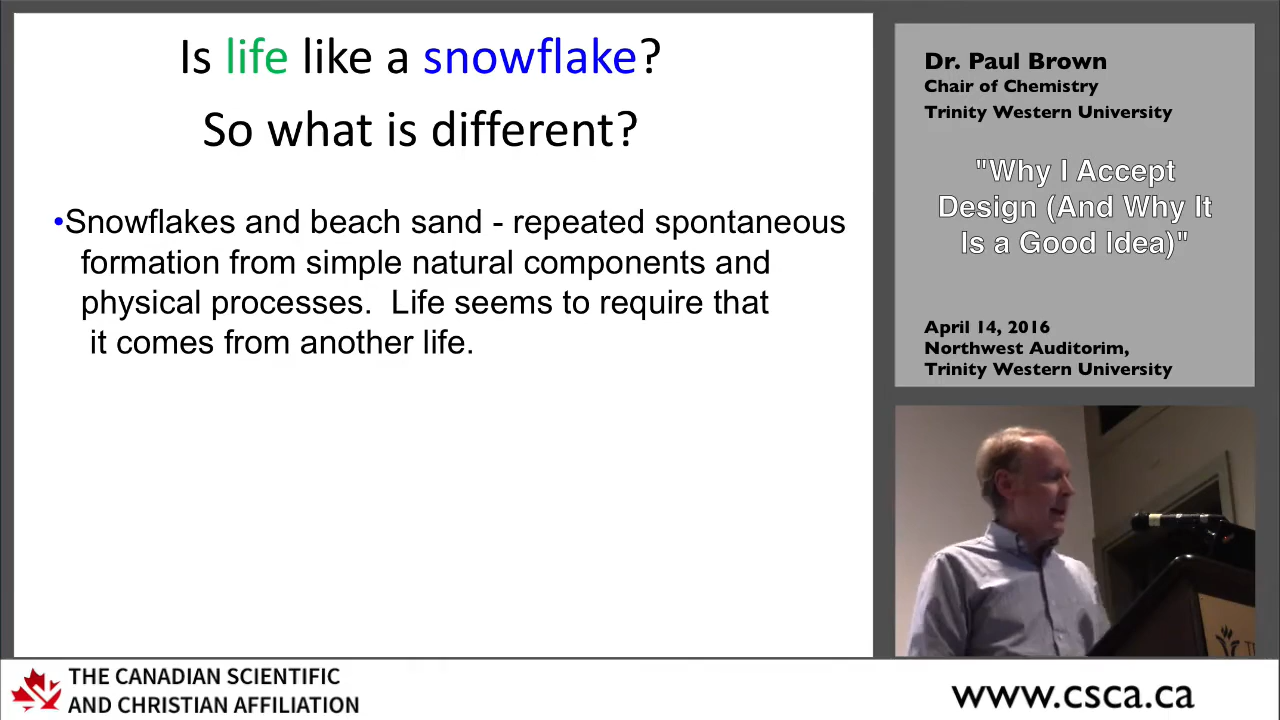 Is life like a snowflake?
So what is different?
•Snowflakes and beach sand - repeated spontaneous
formation from simple natural components and
physical processes.  Life seems to require that
it comes from another life.
Dr. Paul Brown
Chair of Chemistry
Trinity Western University
"Why I Accept
Design (And Why It
Is a Good Idea)"
April 14, 2016
Northwest Auditorim,
Trinity Western University
THE CANADIAN SCIENTIFIC
AND CHRISTIAN AFFILIATION
www.csca.ca